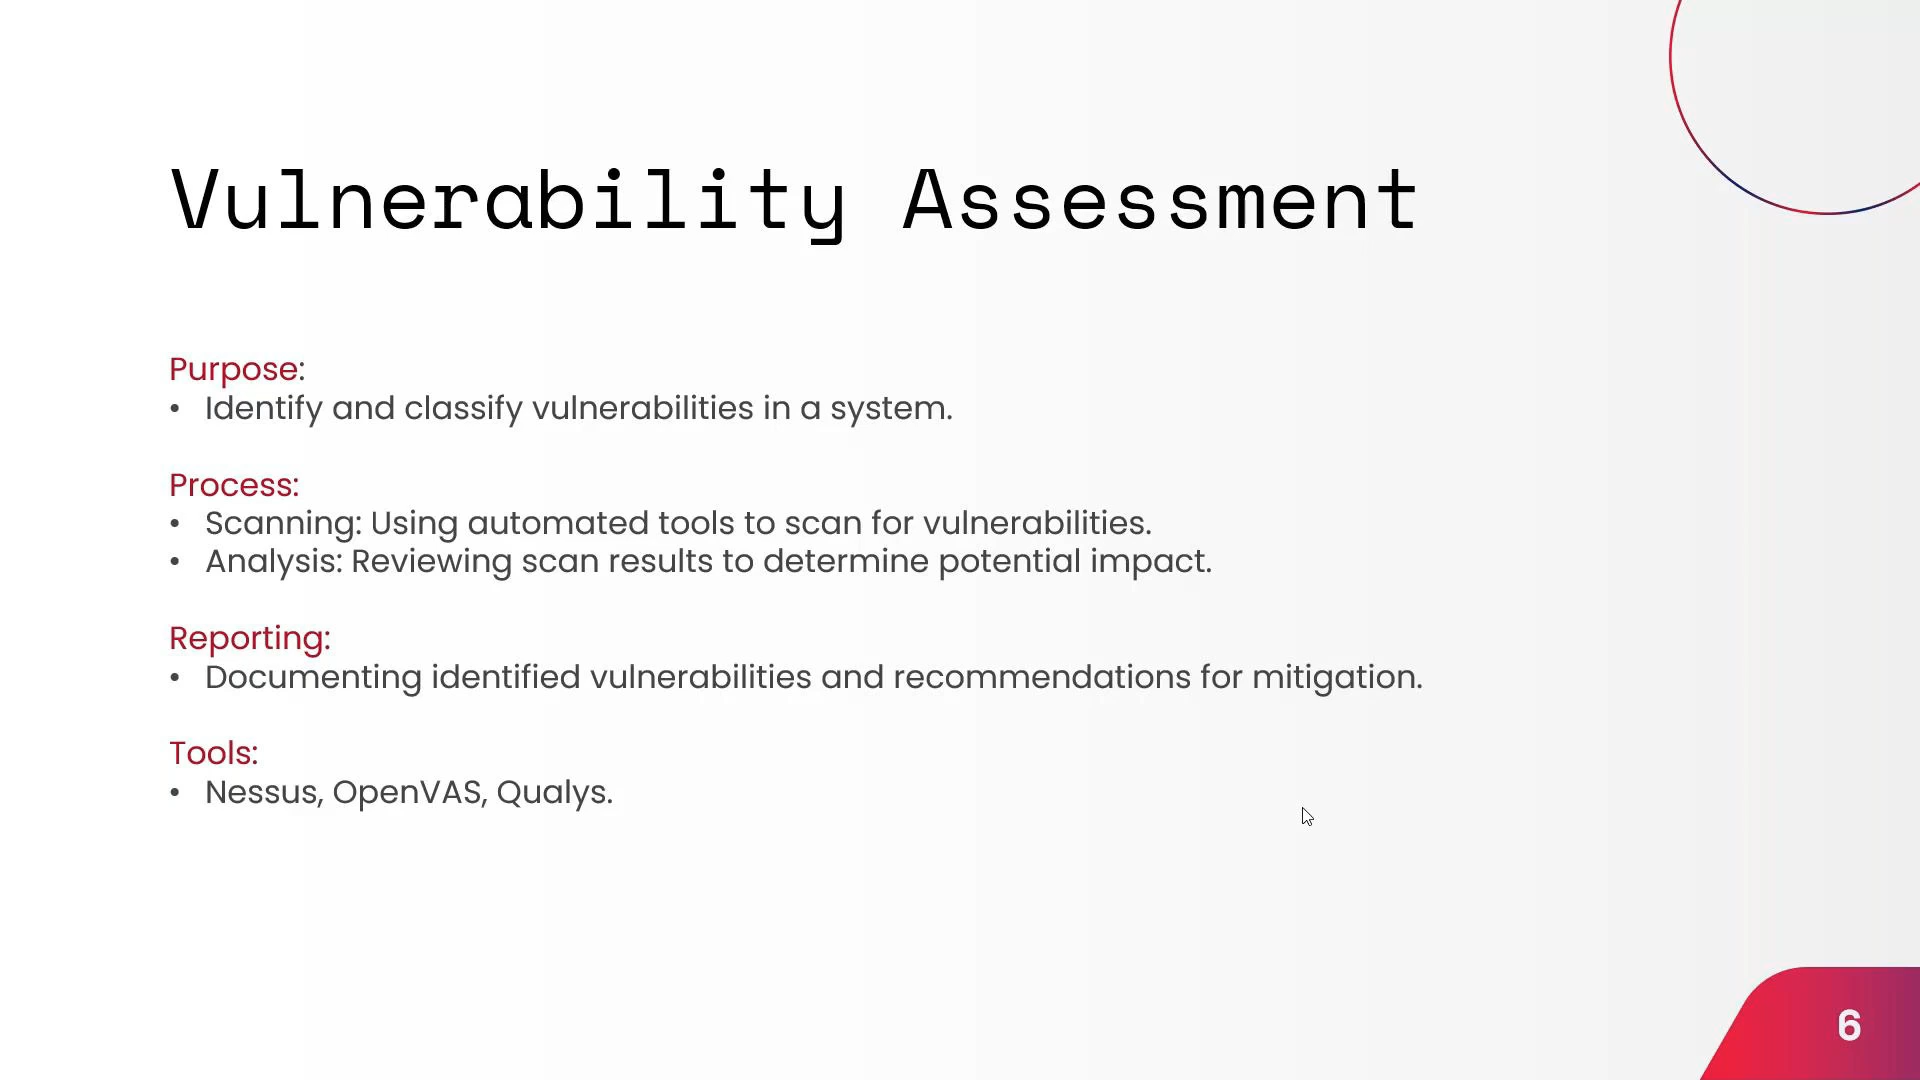 Vulnerability Assessment
Purpose:
• Identify and classify vulnerabilities in a system.
Process:
• Scanning: Using automated tools to scan for vulnerabilities.
• Analysis: Reviewing scan results to determine potential impact.
Reporting:
• Documenting identified vulnerabilities and recommendations for mitigation.
Tools:
• Nessus, OpenVAS, Qualys.
6